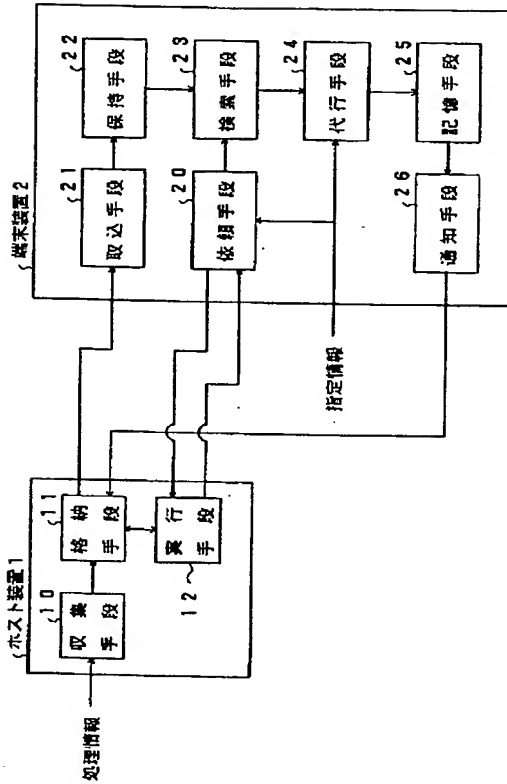 ホスト装置1
処理情報
10
収集
手段
11
格納
手段
12
実行
手段
端末装置2
21
取込手段
22
保持手段
20
依頼手段
23
検索手段
24
代行手段
25
記憶手段
26
通知手段
指定情報